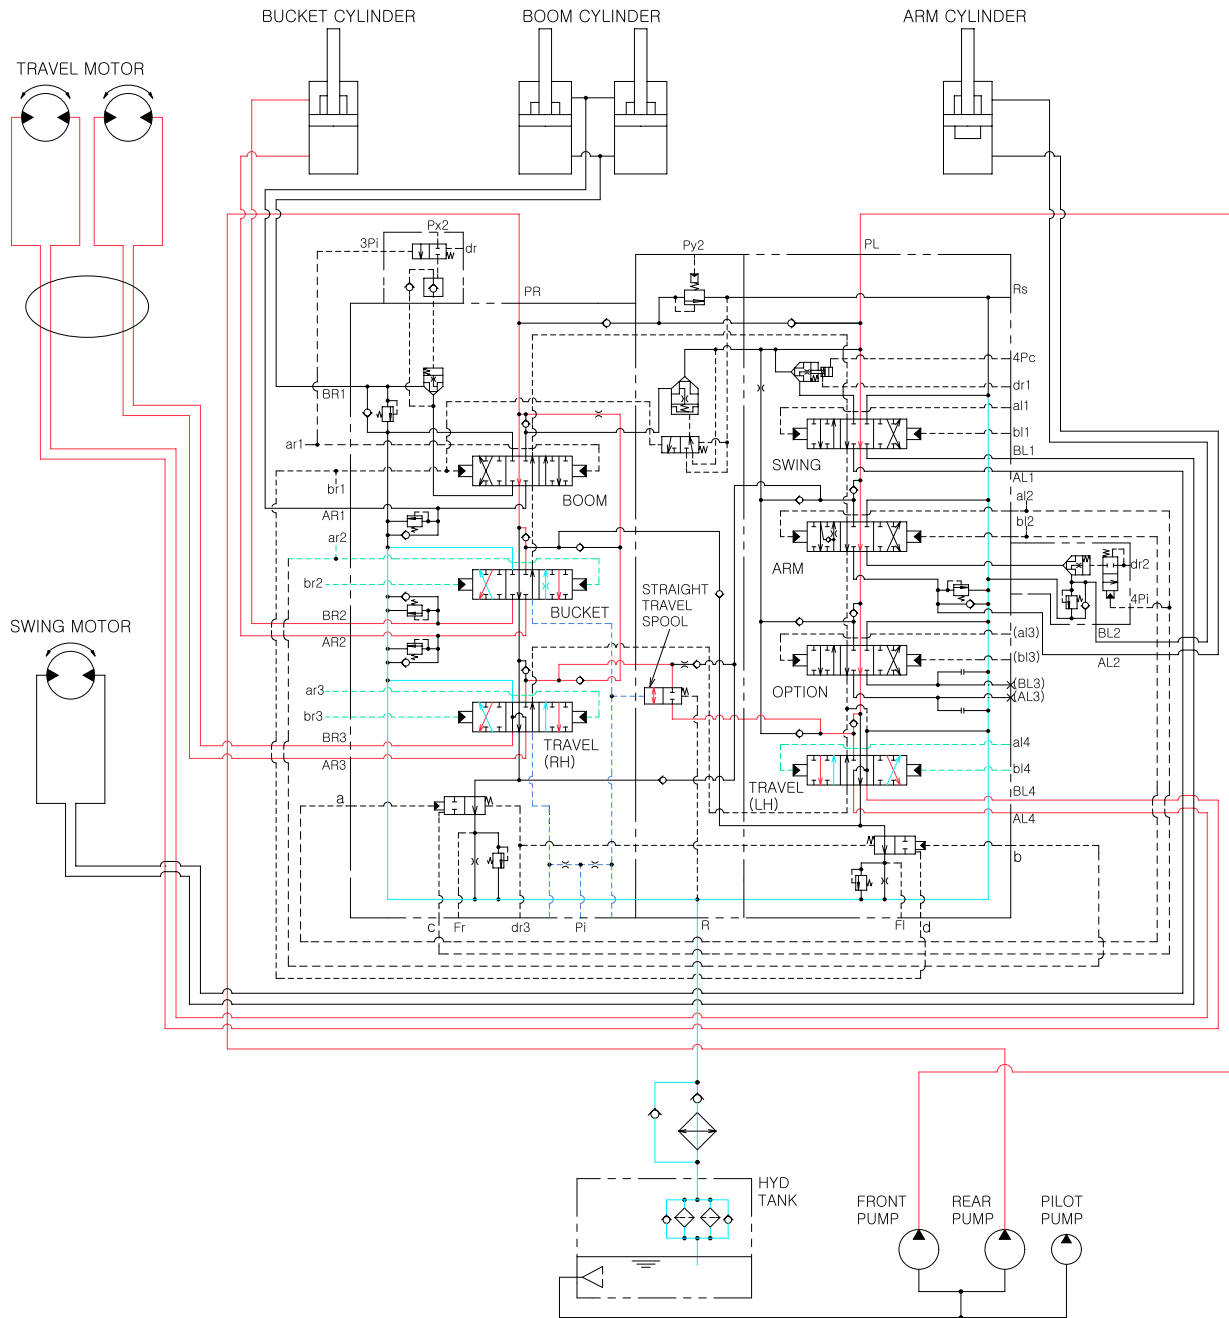 BUCKET CYLINDER
BOOM CYLINDER
ARM CYLINDER
TRAVEL MOTOR
Px2
3Pi
dr
Py2
PL
PR
Rs
4Pc
dr1
BR1
al1
bl1
ar1
SWING
BL1
AL1
br1
BOOM
al2
AR1
bl2
ar2
ARM
dr2
br2
BUCKET
STRAIGHT
TRAVEL
SPOOL
4Pi
BR2
SWING MOTOR
AR2
(al3)
BL2
(bl3)
AL2
OPTION
(BL3)
(AL3)
ar3
br3
BR3
TRAVEL
(RH)
al4
AR3
bl4
TRAVEL
(LH)
BL4
a
AL4
b
c
Fr
dr3
Pi
R
Fl
d
HYD
TANK
FRONT
PUMP
REAR
PUMP
PILOT
PUMP